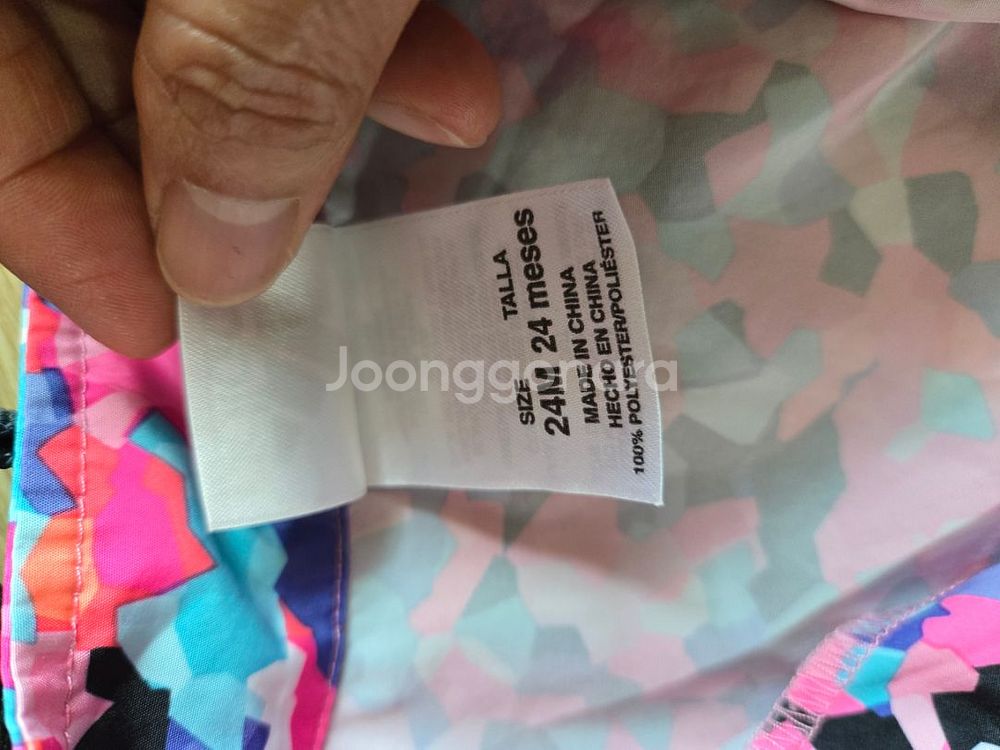 SIZE TALLA
24M 24 meses
MADE IN CHINA
HECHO EN CHINA
100% POLYESTER/POLIÉSTER
Joonggonara